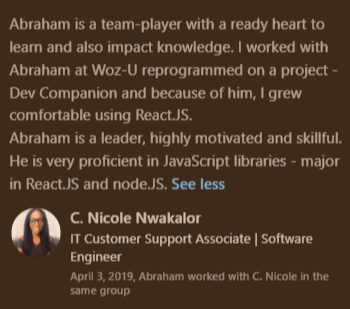 Abraham is a team-player with a ready heart to
learn and also impact knowledge. I worked with
Abraham at Woz-U reprogrammed on a project -
Dev Companion and because of him, I grew
comfortable using React.JS.
Abraham is a leader, highly motivated and skillful.
He is very proficient in JavaScript libraries - major
in React.JS and node.JS. See less
C. Nicole Nwakalor
IT Customer Support Associate | Software
Engineer
April 3, 2019, Abraham worked with C. Nicole in the
same group